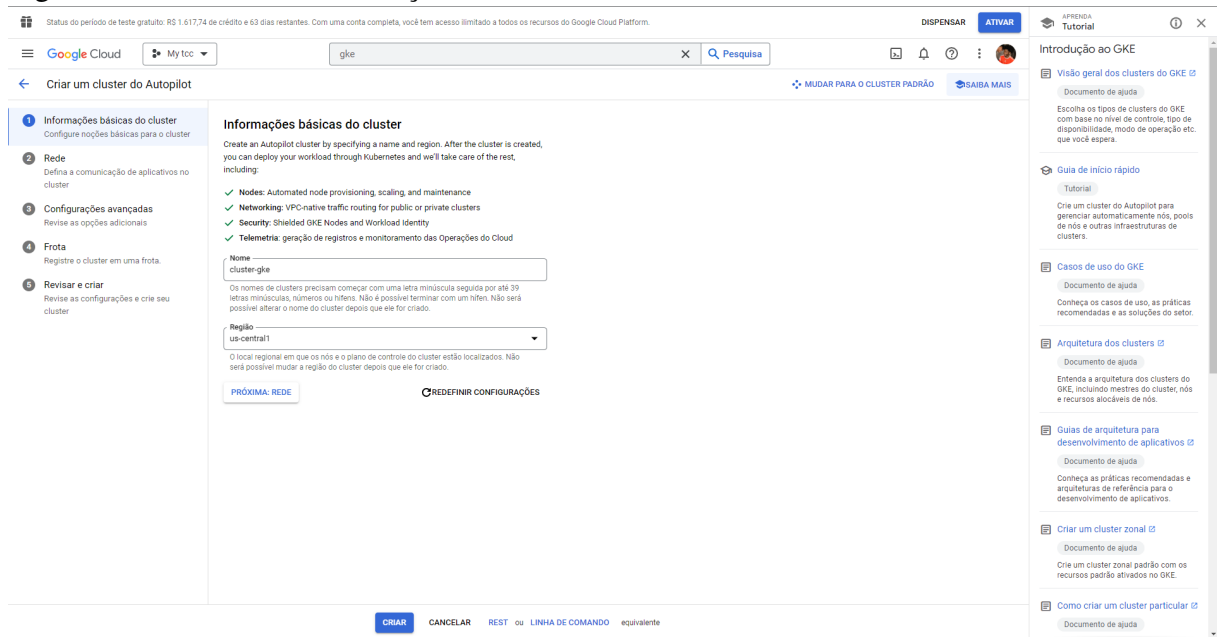 Status do período de teste gratuito: R$ 1.617,74 de crédito e 63 dias restantes. Com uma conta completa, você tem acesso ilimitado a todos os recursos do Google Cloud Platform.
DISPENSAR
ATIVAR
Google Cloud
My tcc
gke
Pesquisa
Criar um cluster do Autopilot
MUDAR PARA O CLUSTER PADRÃO
SAIBA MAIS
1
Informações básicas do cluster
Configure noções básicas para o cluster
2
Rede
Defina a comunicação de aplicativos no
cluster
3
Configurações avançadas
Revise as opções adicionais
4
Frota
Registre o cluster em uma frota.
5
Revisar e criar
Revise as configurações e crie seu
cluster
Informações básicas do cluster
Create an Autopilot cluster by specifying a name and region. After the cluster is created,
you can deploy your workload through Kubernetes and we'll take care of the rest,
including:
Nodes: Automated node provisioning, scaling, and maintenance
Networking: VPC-native traffic routing for public or private clusters
Security: Shielded GKE Nodes and Workload Identity
Telemetria: geração de registros e monitoramento das Operações do Cloud
Nome
cluster-gke
Os nomes de clusters precisam começar com uma letra minúscula seguida por até 39
letras minúsculas, números ou hifens. Não é possível terminar com um hífen. Não será
possível alterar o nome do cluster depois que ele for criado.
Região
us-central1
O local regional em que os nós e o plano de controle do cluster estão localizados. Não
será possível mudar a região do cluster depois que ele for criado.
PRÓXIMA: REDE
REDEFINIR CONFIGURAÇÕES
CRIAR
CANCELAR
REST ou LINHA DE COMANDO equivalente
APRENDA
Tutorial
Introdução ao GKE
Visão geral dos clusters do GKE
Documento de ajuda
Escolha os tipos de clusters do GKE
com base no nível de controle, tipo de
disponibilidade, modo de operação etc.
que você espera.
Guia de início rápido
Tutorial
Crie um cluster do Autopilot para
gerenciar automaticamente nós, pools
de nós e outras infraestruturas de
clusters.
Casos de uso do GKE
Documento de ajuda
Conheça os casos de uso, as práticas
recomendadas e as soluções do setor.
Arquitetura dos clusters
Documento de ajuda
Entenda a arquitetura dos clusters do
GKE, incluindo mestres do cluster, nós
e recursos alocáveis de nós.
Guias de arquitetura para
desenvolvimento de aplicativos
Documento de ajuda
Conheça as práticas recomendadas e
arquiteturas de referência para o
desenvolvimento de aplicativos.
Criar um cluster zonal
Documento de ajuda
Crie um cluster zonal padrão com os
recursos padrão ativados no GKE.
Como criar um cluster particular
Documento de ajuda